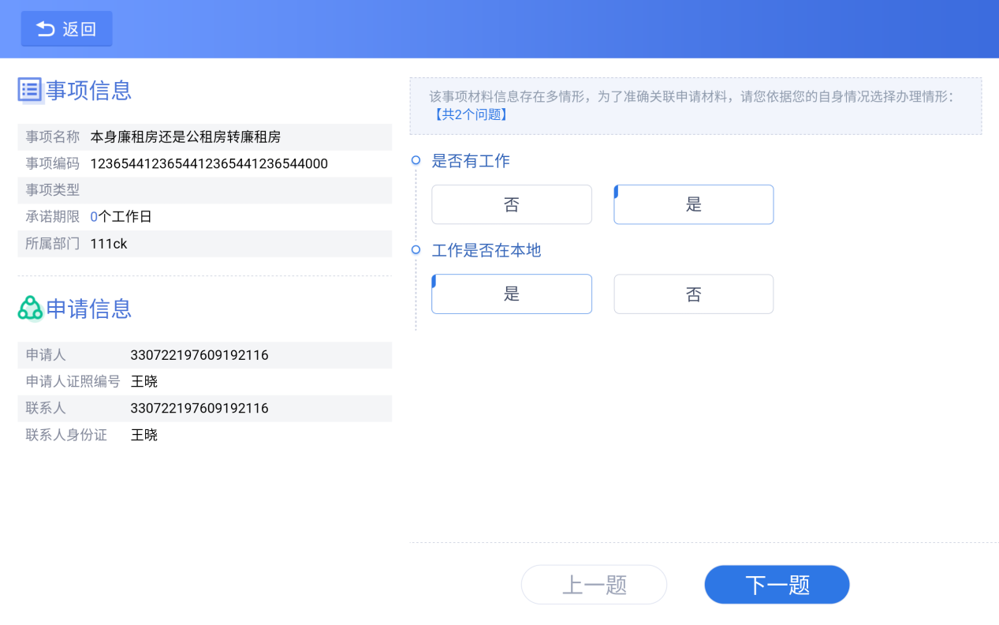 返回
事项信息
事项名称 本身廉租房还是公租房转廉租房
事项编码 12365441236544123654412365440​00
事项类型
承诺期限 0个工作日
所属部门 111ck
申请信息
申请人 330722197609192116
申请人证照编号 王晓
联系人 330722197609192116
联系人身份证 王晓
该事项材料信息存在多情形，为了准确关联申请材料，请您依据您的自身情况选择办理情形：
【共2个问题】
是否有工作
否 是
工作是否在本地
是 否
上一题 下一题